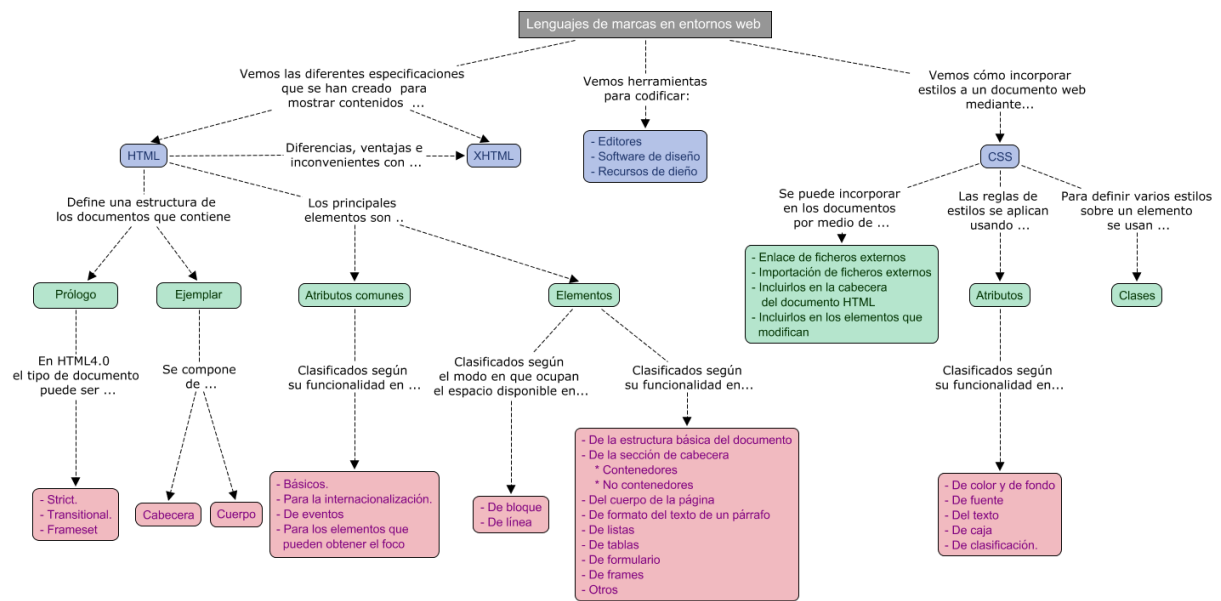 Lenguajes de marcas en entornos web
Vemos las diferentes especificaciones
que se han creado para
mostrar contenidos ...
Vemos herramientas
para codificar:
Vemos cómo incorporar
estilos a un documento web
mediante...
HTML
Diferencias, ventajas e
inconvenientes con ...
XHTML
- Editores
- Software de diseño
- Recursos de dieño
CSS
Define una estructura de
los documentos que contiene
Los principales
elementos son ..
Se puede incorporar
en los documentos
por medio de ...
Las reglas de
estilos se aplican
usando ...
Para definir varios estilos
sobre un elemento
se usan ...
Prólogo
Ejemplar
Atributos comunes
Elementos
- Enlace de ficheros externos
- Importación de ficheros externos
- Incluirlos en la cabecera
del documento HTML
- Incluirlos en los elementos que
modifican
Atributos
Clases
En HTML4.0
el tipo de documento
puede ser ...
Se compone
de ...
Clasificados según
su funcionalidad en ...
Clasificados según
el modo en que ocupan
el espacio disponible en...
Clasificados según
su funcionalidad en...
Clasificados según
su funcionalidad en...
- Strict.
- Transitional.
- Frameset
Cabecera
Cuerpo
- Básicos.
- Para la internacionalización.
- De eventos
- Para los elementos que
pueden obtener el foco
- De bloque
- De línea
- De la estructura básica del documento
- De la sección de cabecera
* Contenedores
* No contenedores
- Del cuerpo de la página
- De formato del texto de un párrafo
- De listas
- De tablas
- De formulario
- De frames
- Otros
- De color y de fondo
- De fuente
- Del texto
- De caja
- De clasificación.